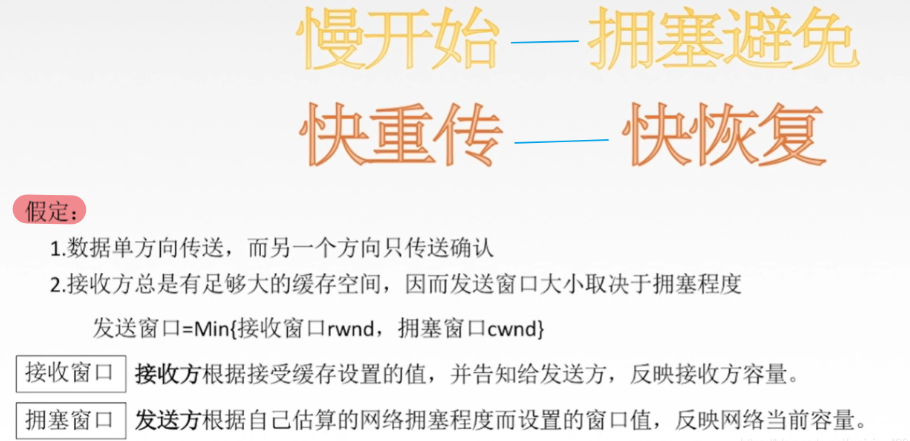 慢开始——拥塞避免
快重传——快恢复
假定：
1.数据单方向传送，而另一个方向只传送确认
2.接收方总是有足够大的缓存空间，因而发送窗口大小取决于拥塞程度
发送窗口=Min{接收窗口rwnd，拥塞窗口cwnd}
接收窗口 接收方根据接受缓存设置的值，并告知给发送方，反映接收方容量。
拥塞窗口 发送方根据自己估算的网络拥塞程度而设置的窗口值，反映网络当前容量。